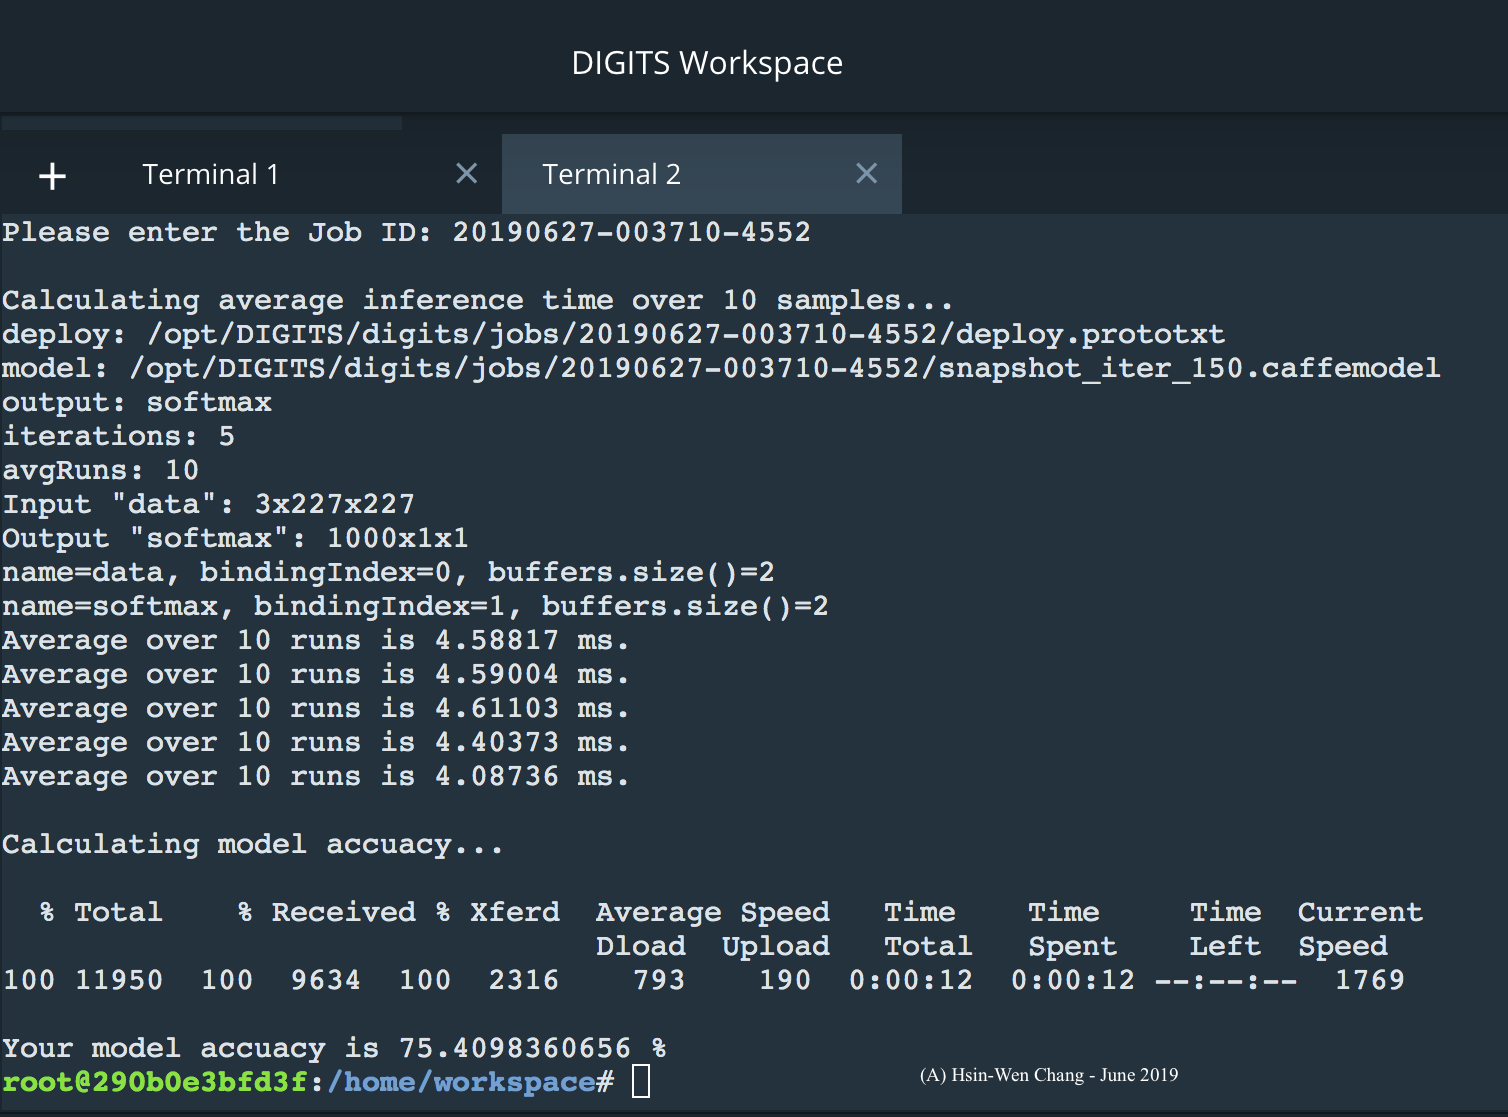 DIGITS Workspace
+ Terminal 1 × Terminal 2 ×
Please enter the Job ID: 20190627-003710-4552
Calculating average inference time over 10 samples...
deploy: /opt/DIGITS/digits/jobs/20190627-003710-4552/deploy.prototxt
model: /opt/DIGITS/digits/jobs/20190627-003710-4552/snapshot_iter_150.caffemodel
output: softmax
iterations: 5
avgRuns: 10
Input "data": 3x227x227
Output "softmax": 1000x1x1
name=data, bindingIndex=0, buffers.size()=2
name=softmax, bindingIndex=1, buffers.size()=2
Average over 10 runs is 4.58817 ms.
Average over 10 runs is 4.59004 ms.
Average over 10 runs is 4.61103 ms.
Average over 10 runs is 4.40373 ms.
Average over 10 runs is 4.08736 ms.
Calculating model accuacy...
% Total % Received % Xferd Average Speed Time Time Time Current
Dload Upload Total Spent Left Speed
100 11950 100 9634 100 2316 793 190 0:00:12 0:00:12 --:--:-- 1769
Your model accuacy is 75.4098360656 %
root@290b0e3bfd3f:/home/workspace#
(A) Hsin-Wen Chang - June 2019